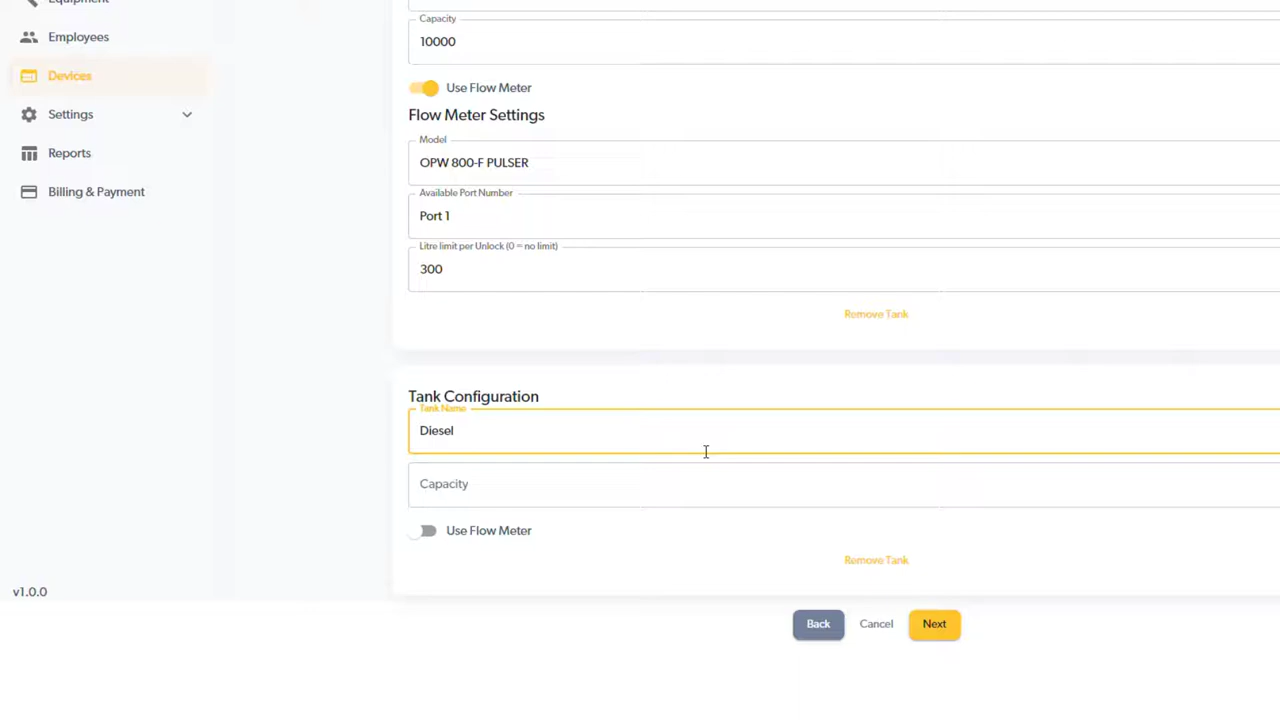 Equipment
Employees
Devices
Settings
Reports
Billing & Payment
v1.0.0
Capacity
10000
Use Flow Meter
Flow Meter Settings
Model
OPW 800-F PULSER
Available Port Number
Port 1
Litre limit per Unlock (0 = no limit)
300
Remove Tank
Tank Configuration
Tank Name
Diesel
Capacity
Use Flow Meter
Remove Tank
Back
Cancel
Next